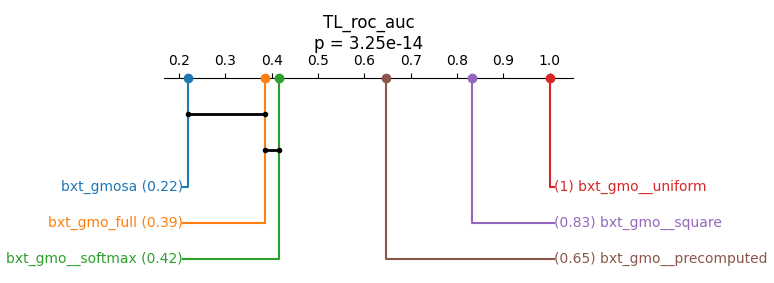 TL_roc_auc
p = 3.25e-14
0.2 0.3 0.4 0.5 0.6 0.7 0.8 0.9 1.0
bxt_gmosa (0.22) (1) bxt_gmo__uniform
bxt_gmo_full (0.39) (0.83) bxt_gmo__square
bxt_gmo__softmax (0.42) (0.65) bxt_gmo__precomputed